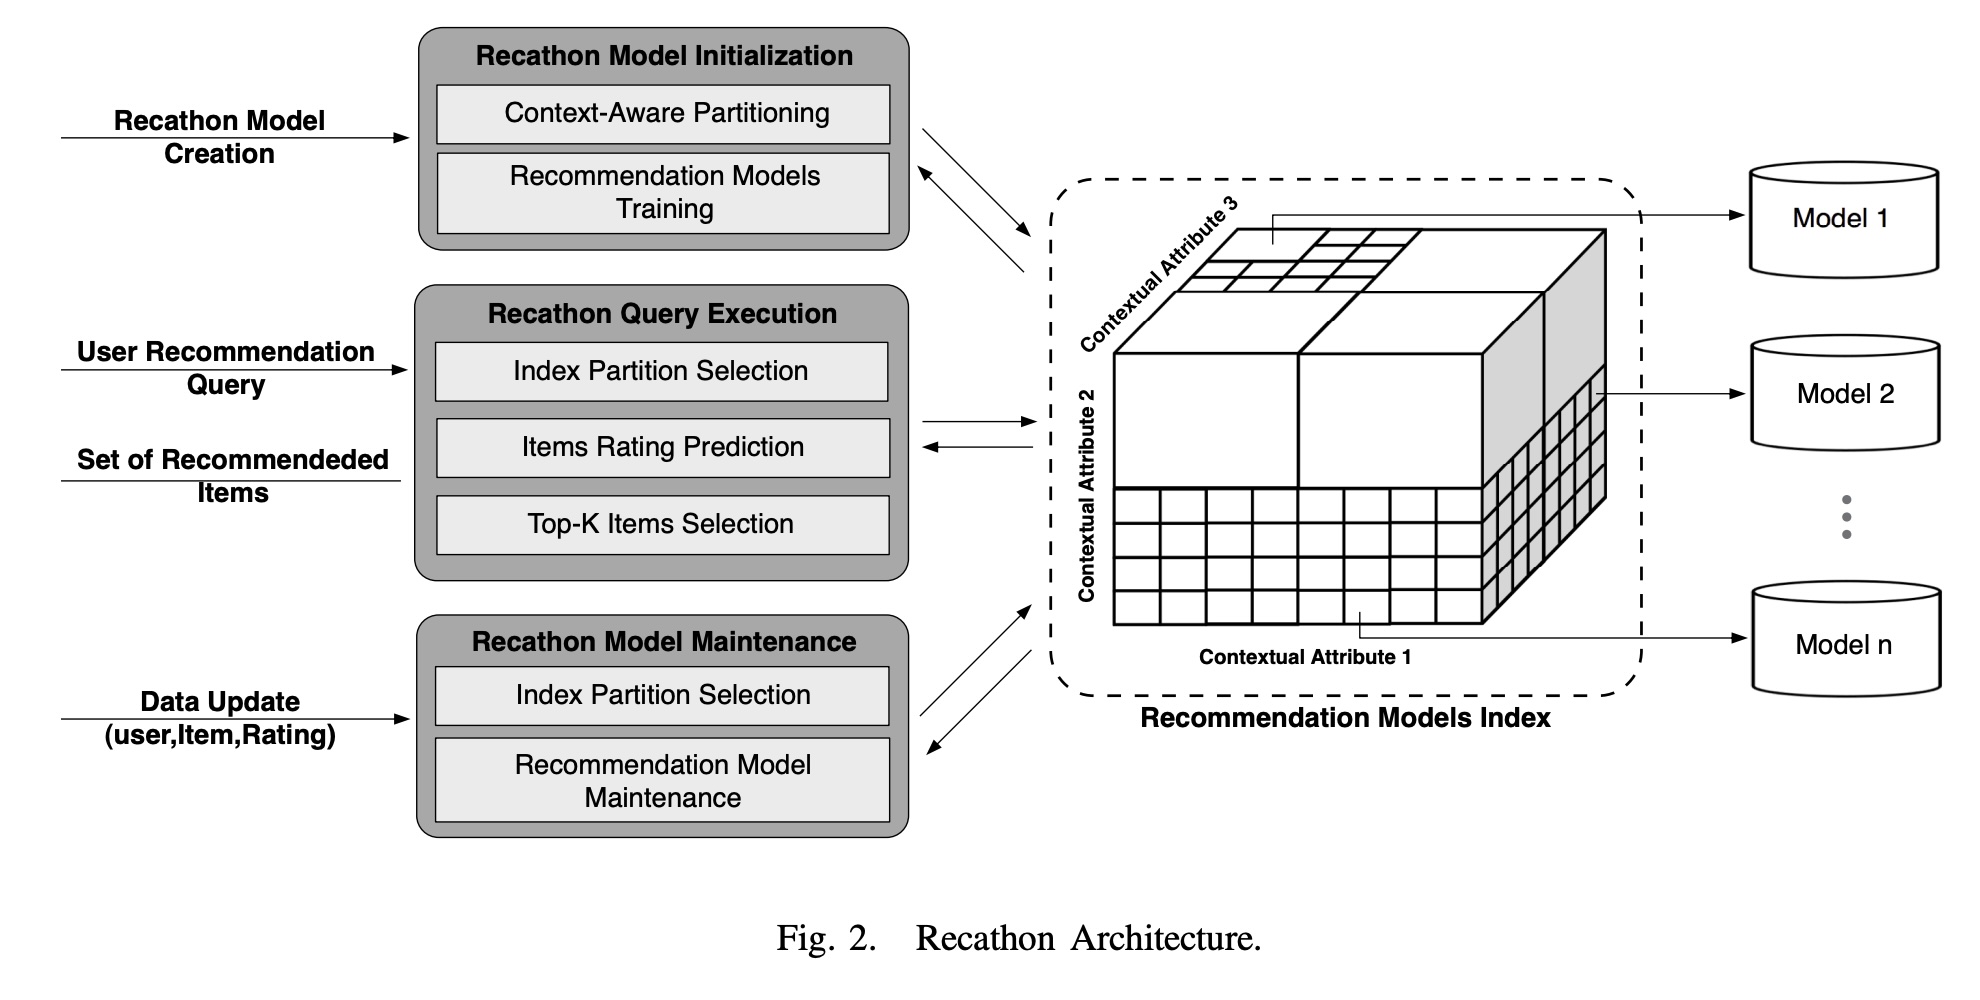 Recathon Model
Creation
Recathon Model Initialization
Context-Aware Partitioning
Recommendation Models
Training
User Recommendation
Query
Set of Recommendeded
Items
Recathon Query Execution
Index Partition Selection
Items Rating Prediction
Top-K Items Selection
Data Update
(user,Item,Rating)
Recathon Model Maintenance
Index Partition Selection
Recommendation Model
Maintenance
Contextual Attribute 3
Contextual Attribute 2
Contextual Attribute 1
Recommendation Models Index
Model 1
Model 2
Model n
Fig. 2. Recathon Architecture.